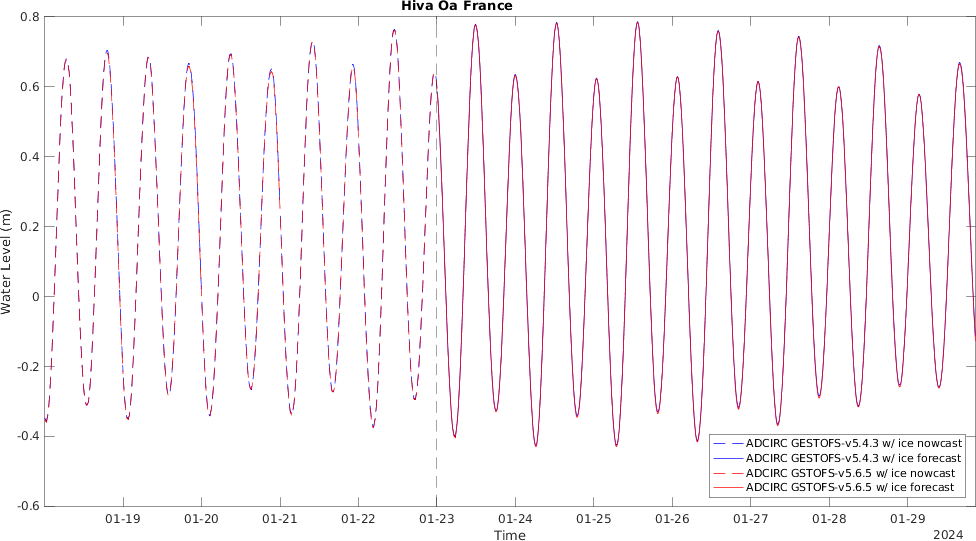 Hiva Oa France
0.8
0.6
0.4
0.2
0
-0.2
-0.4
-0.6
Water Level (m)
ADCIRC GESTOFS-v5.4.3 w/ ice nowcast
ADCIRC GESTOFS-v5.4.3 w/ ice forecast
ADCIRC GSTOFS-v5.6.5 w/ ice nowcast
ADCIRC GSTOFS-v5.6.5 w/ ice forecast
01-19 01-20 01-21 01-22 01-23 01-24 01-25 01-26 01-27 01-28 01-29
Time
2024